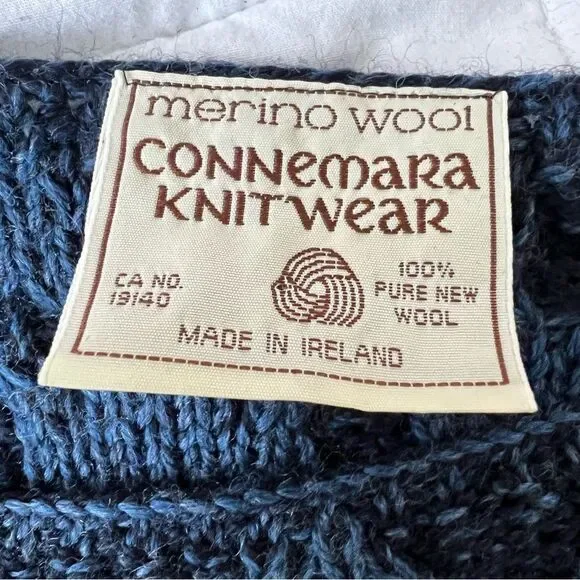 merino wool
CONNEMARA
KNITWEAR
CA NO.
19140
100%
PURE NEW
WOOL
MADE IN IRELAND